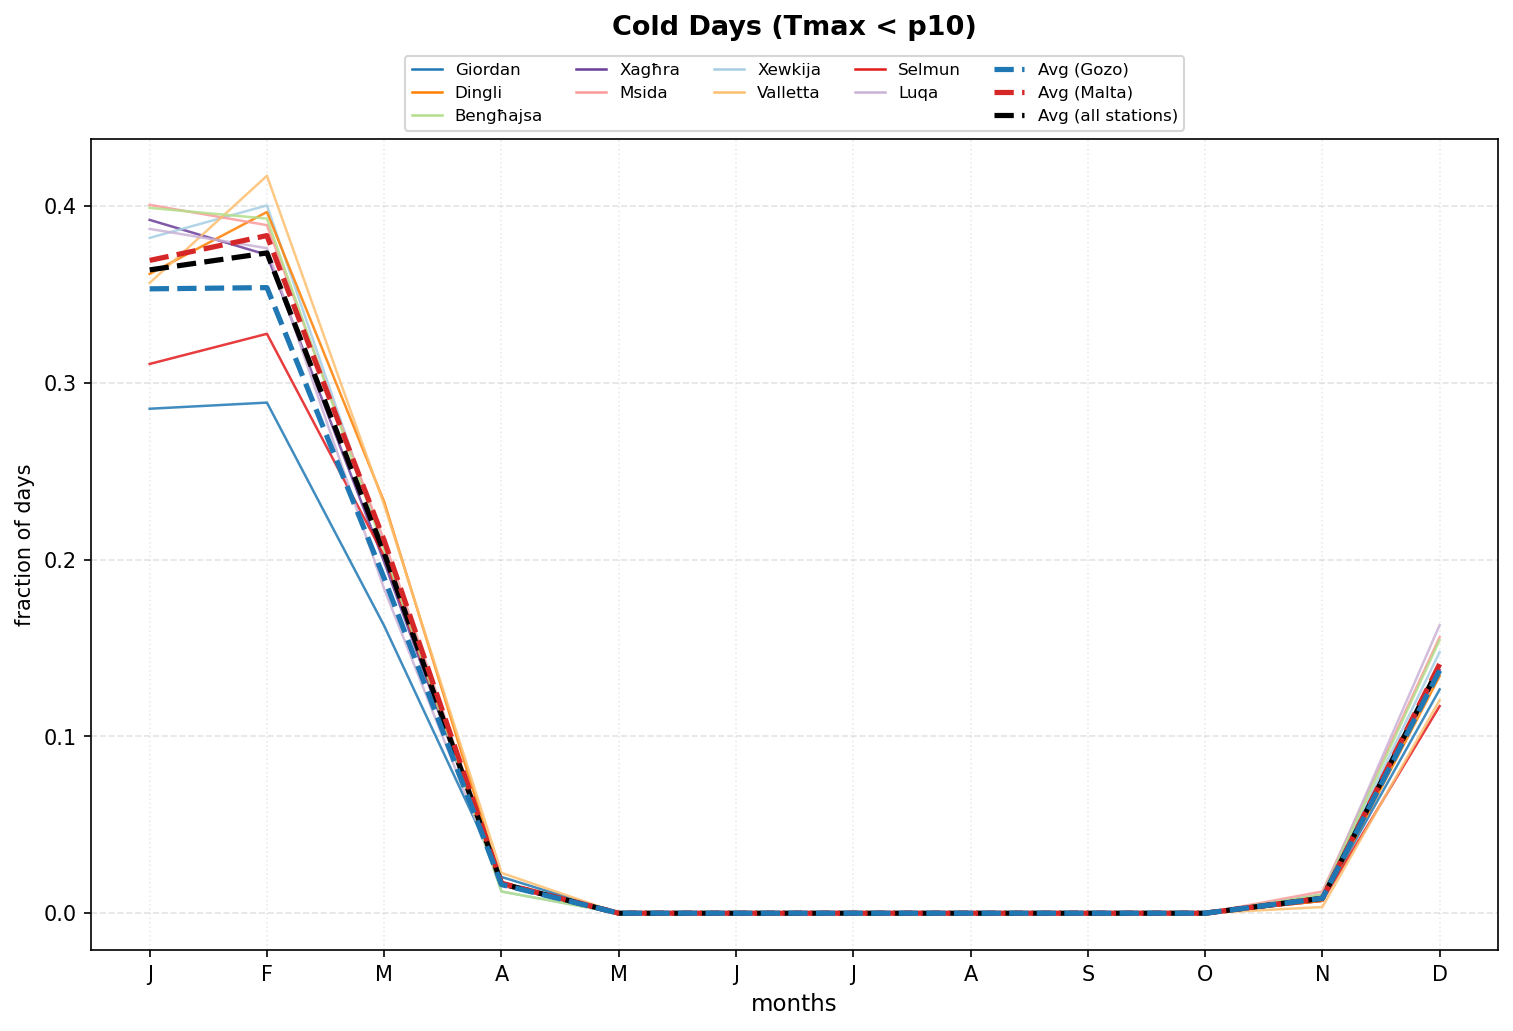 Cold Days (Tmax < p10)
Giordan
Dingli
Bengħajsa
Xagħra
Msida
Xewkija
Valletta
Selmun
Luqa
Avg (Gozo)
Avg (Malta)
Avg (all stations)
fraction of days
0.4
0.3
0.2
0.1
0.0
J F M A M J J A S O N D
months